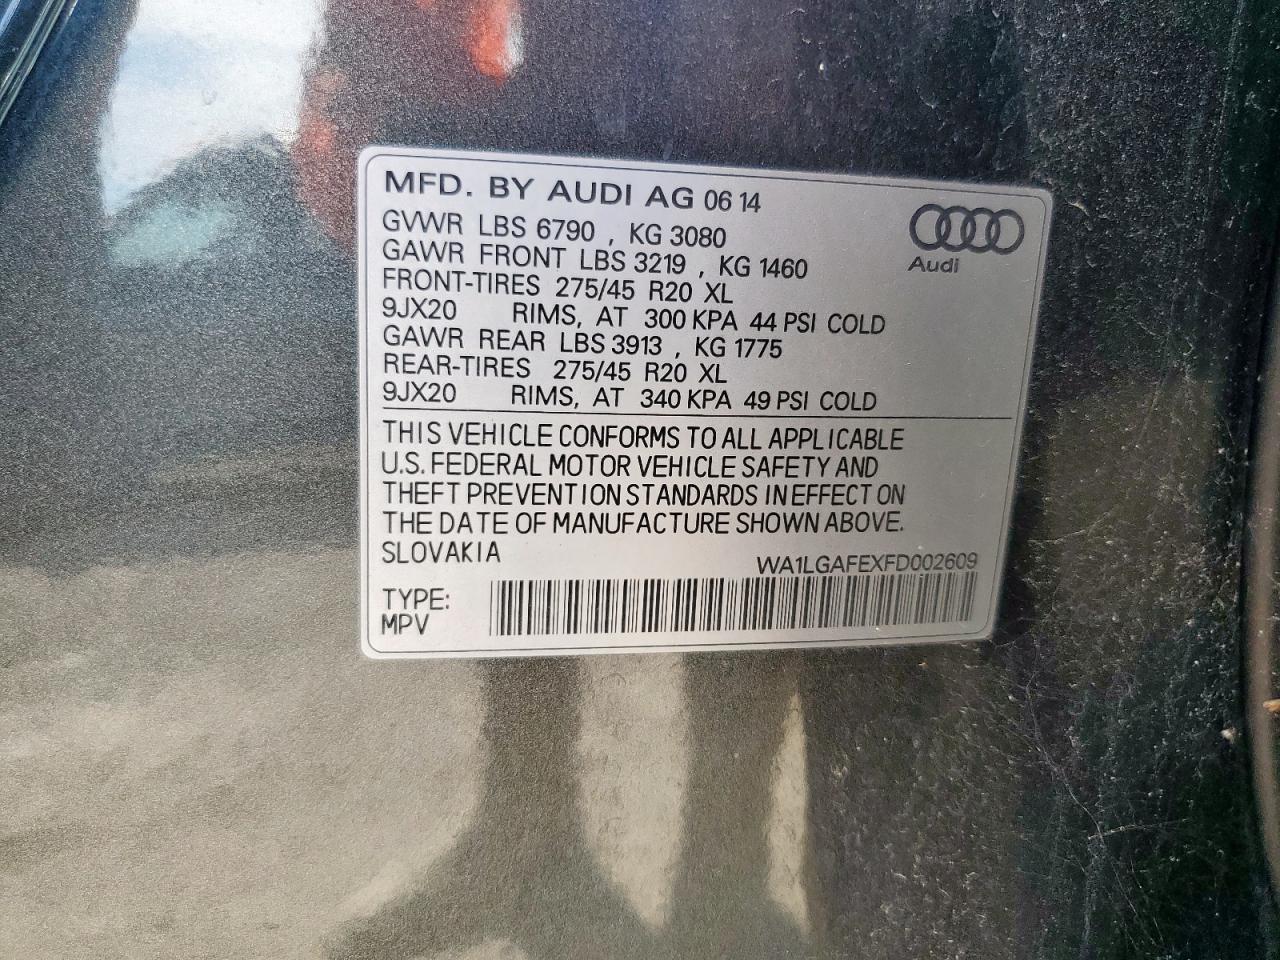 MFD. BY AUDI AG 06 14
GVWR LBS 6790 , KG 3080
GAWR FRONT LBS 3219 , KG 1460
FRONT-TIRES 275/45 R20 XL
9JX20 RIMS, AT 300 KPA 44 PSI COLD
GAWR REAR LBS 3913 , KG 1775
REAR-TIRES 275/45 R20 XL
9JX20 RIMS, AT 340 KPA 49 PSI COLD
Audi
THIS VEHICLE CONFORMS TO ALL APPLICABLE
U.S. FEDERAL MOTOR VEHICLE SAFETY AND
THEFT PREVENTION STANDARDS IN EFFECT ON
THE DATE OF MANUFACTURE SHOWN ABOVE.
SLOVAKIA
WA1LGAFEXFD002609
TYPE:
MPV